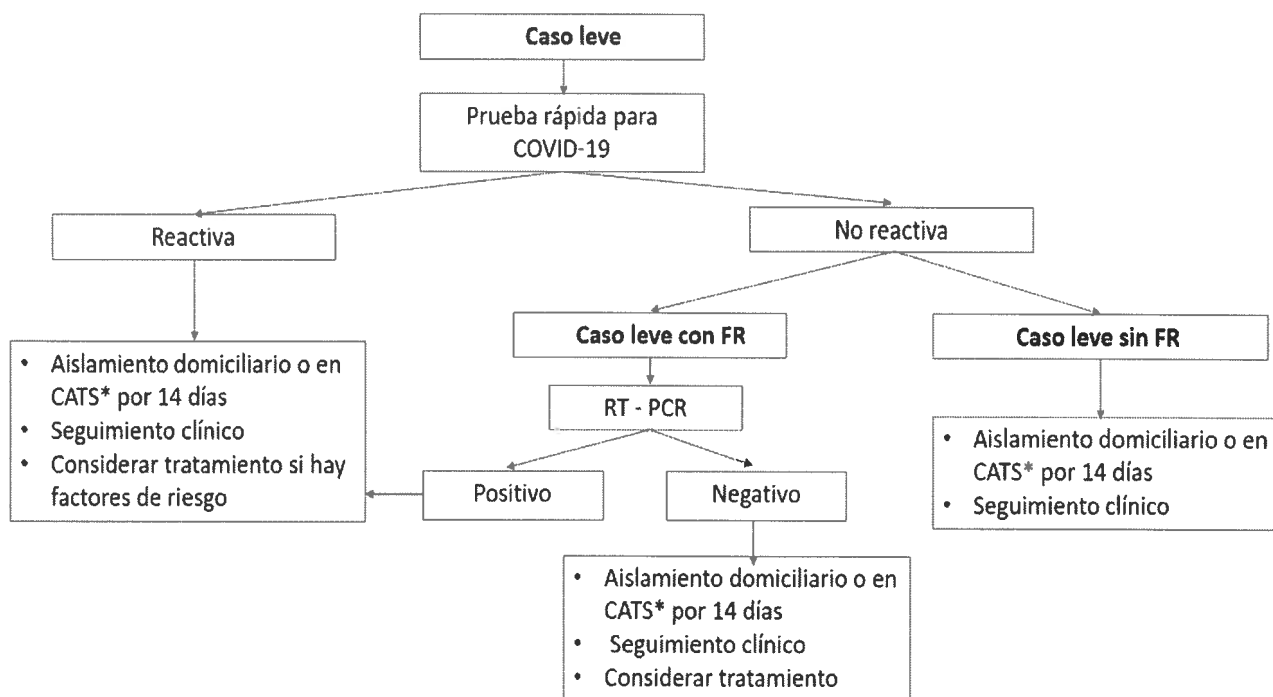 Caso leve
Prueba rápida para
COVID-19
Reactiva
No reactiva
Caso leve con FR
Caso leve sin FR
• Aislamiento domiciliario o en
CATS* por 14 días
• Seguimiento clínico
• Considerar tratamiento si hay
factores de riesgo
RT - PCR
Positivo
Negativo
• Aislamiento domiciliario o en
CATS* por 14 días
• Seguimiento clínico
• Aislamiento domiciliario o en
CATS* por 14 días
• Seguimiento clínico
• Considerar tratamiento